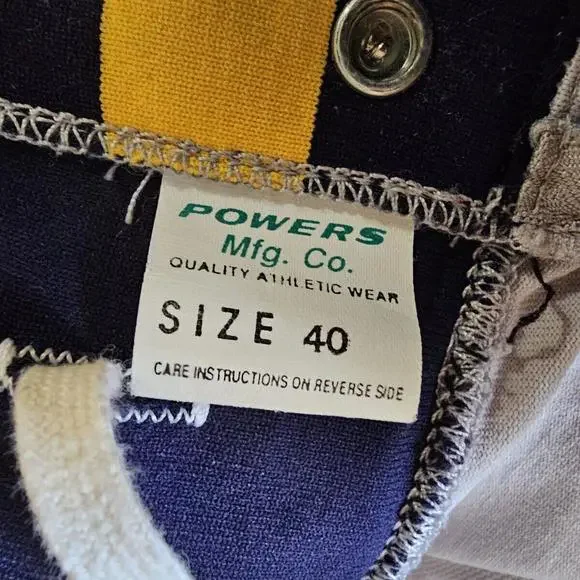 POWERS
Mfg. Co.
QUALITY ATHLETIC WEAR
SIZE 40
CARE INSTRUCTIONS ON REVERSE SIDE